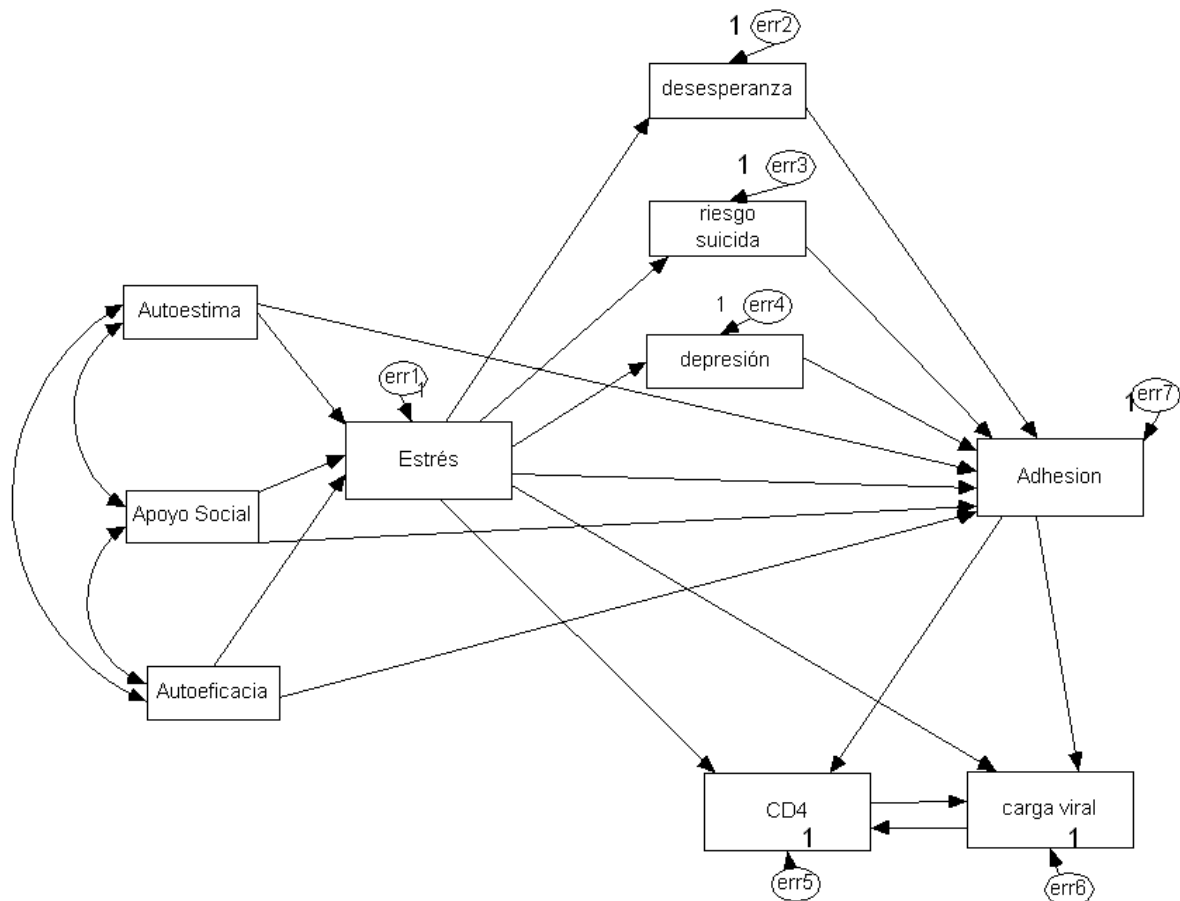 1 err2
desesperanza
1 err3
riesgo
suicida
1 err4
depresión
Autoestima
err1
1
Estrés
err7
1
Adhesion
Apoyo Social
Autoeficacia
CD4
1
carga viral
1
err5
err6